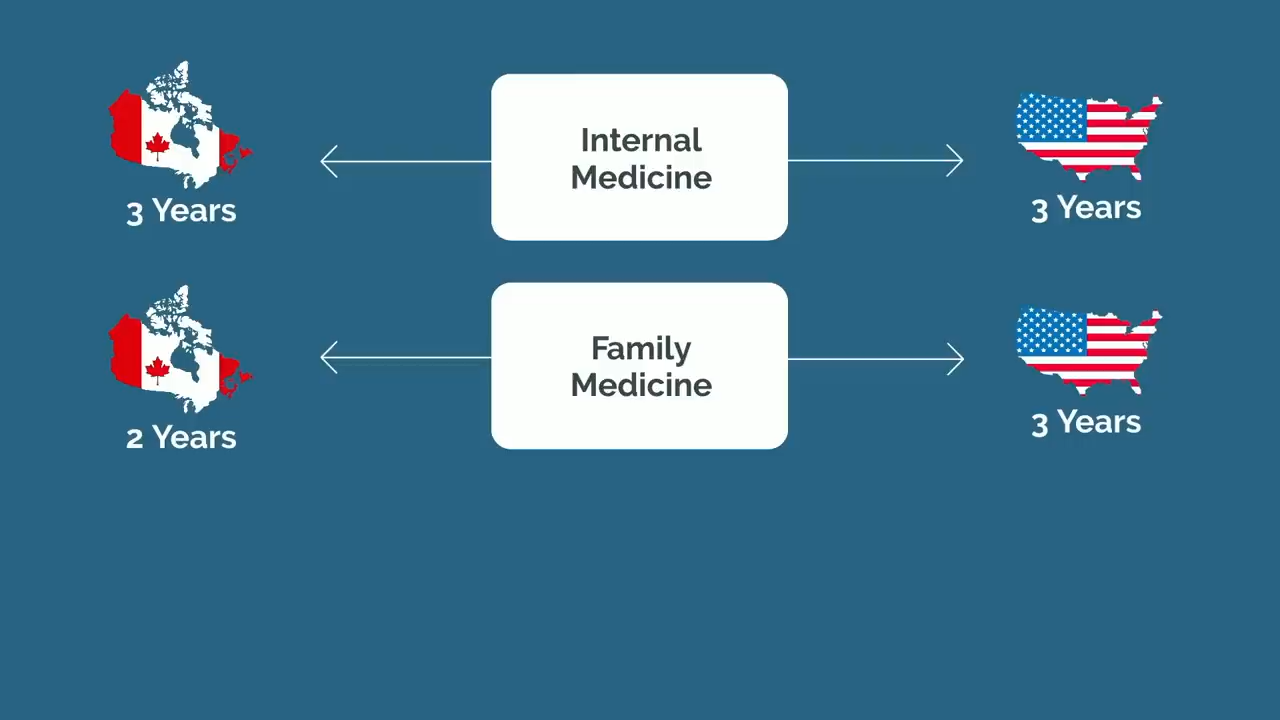 Internal
Medicine
3 Years
3 Years
Family
Medicine
2 Years
3 Years